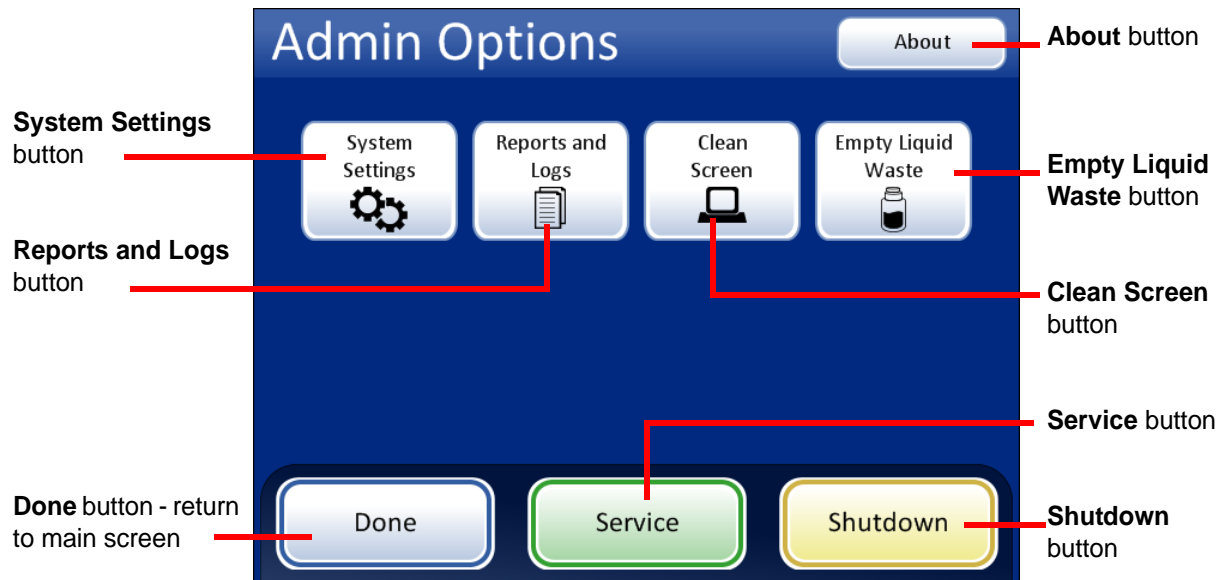 Admin Options
About
About button
System Settings
button
System
Settings
Reports and
Logs
Clean
Screen
Empty Liquid
Waste
Empty Liquid
Waste button
Reports and Logs
button
Clean Screen
button
Service button
Done button - return
to main screen
Done
Service
Shutdown
Shutdown
button